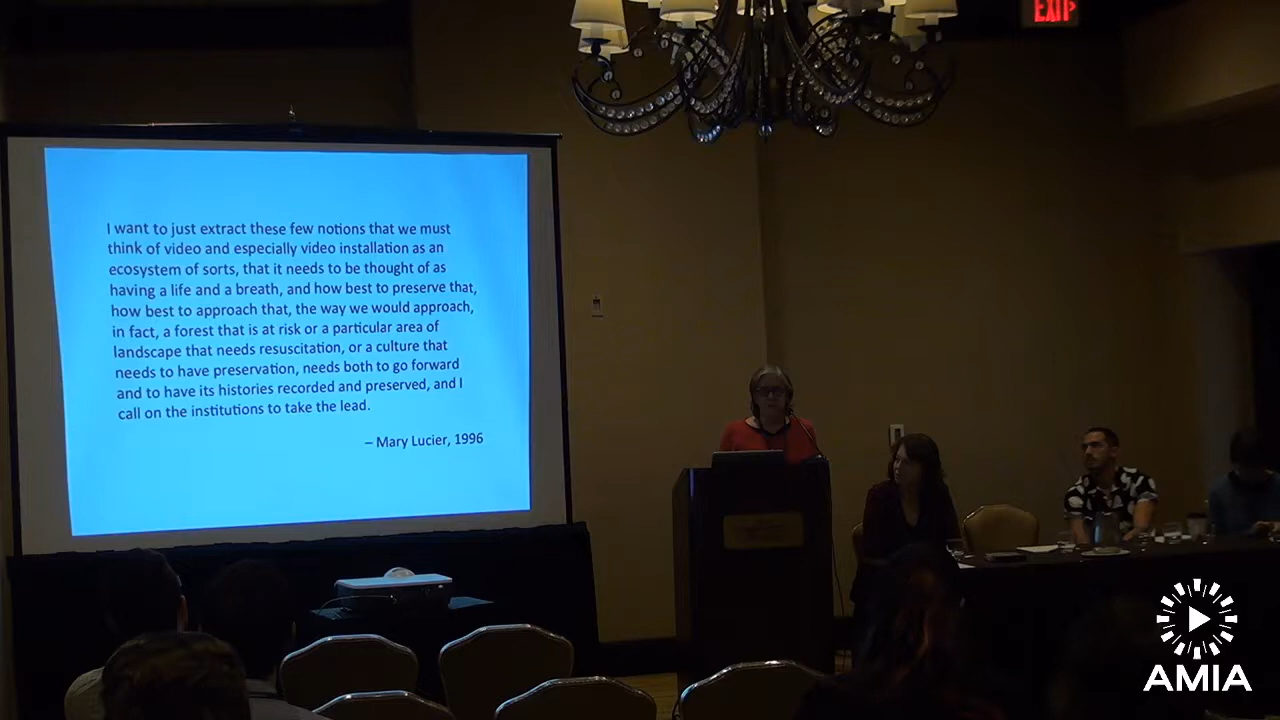 EXIT
I want to just extract these few notions that we must
think of video and especially video installation as an
ecosystem of sorts, that it needs to be thought of as
having a life and a breath, and how best to preserve that,
how best to approach that, the way we would approach,
in fact, a forest that is at risk or a particular area of
landscape that needs resuscitation, or a culture that
needs to have preservation, needs both to go forward
and to have its histories recorded and preserved, and I
call on the institutions to take the lead.
– Mary Lucier, 1996
AMIA